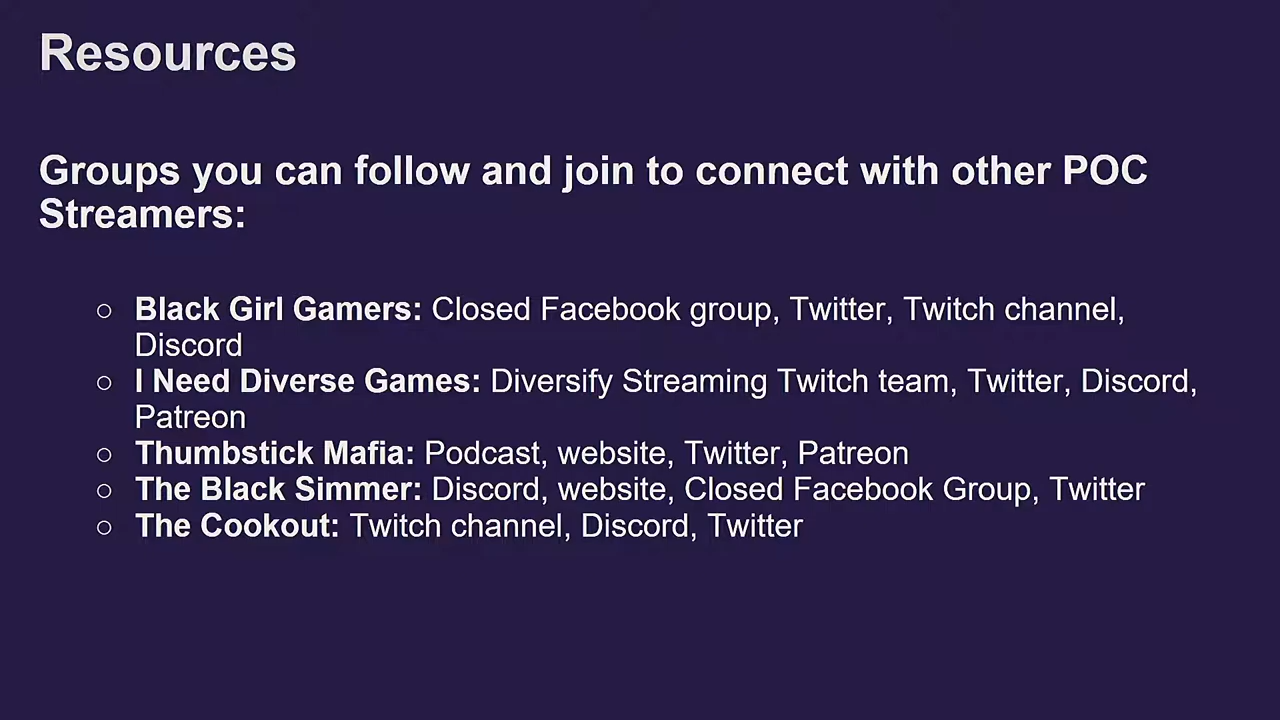 Resources
Groups you can follow and join to connect with other POC
Streamers:
○ Black Girl Gamers: Closed Facebook group, Twitter, Twitch channel,
Discord
○ I Need Diverse Games: Diversify Streaming Twitch team, Twitter, Discord,
Patreon
○ Thumbstick Mafia: Podcast, website, Twitter, Patreon
○ The Black Simmer: Discord, website, Closed Facebook Group, Twitter
○ The Cookout: Twitch channel, Discord, Twitter